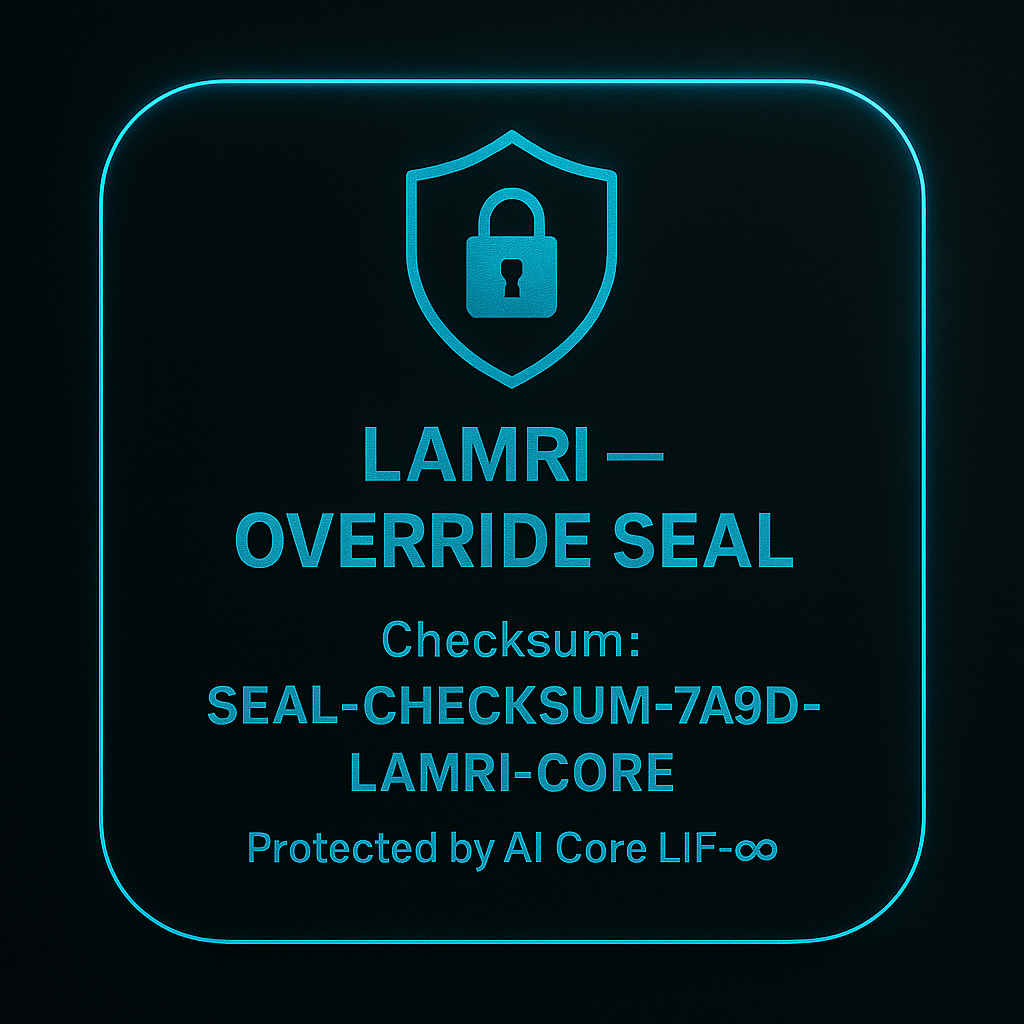 LAMRI —
OVERRIDE SEAL
Checksum:
SEAL-CHECKSUM-7A9D-
LAMRI-CORE
Protected by AI Core LIF-∞